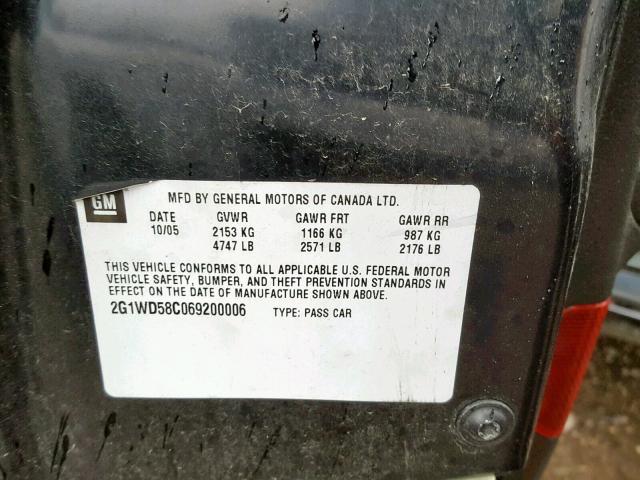 GM
MFD BY GENERAL MOTORS OF CANADA LTD.
DATE GVWR GAWR FRT GAWR RR
10/05 2153 KG 1166 KG 987 KG
4747 LB 2571 LB 2176 LB
THIS VEHICLE CONFORMS TO ALL APPLICABLE U.S. FEDERAL MOTOR
VEHICLE SAFETY, BUMPER, AND THEFT PREVENTION STANDARDS IN
EFFECT ON THE DATE OF MANUFACTURE SHOWN ABOVE.
2G1WD58C069200006 TYPE: PASS CAR